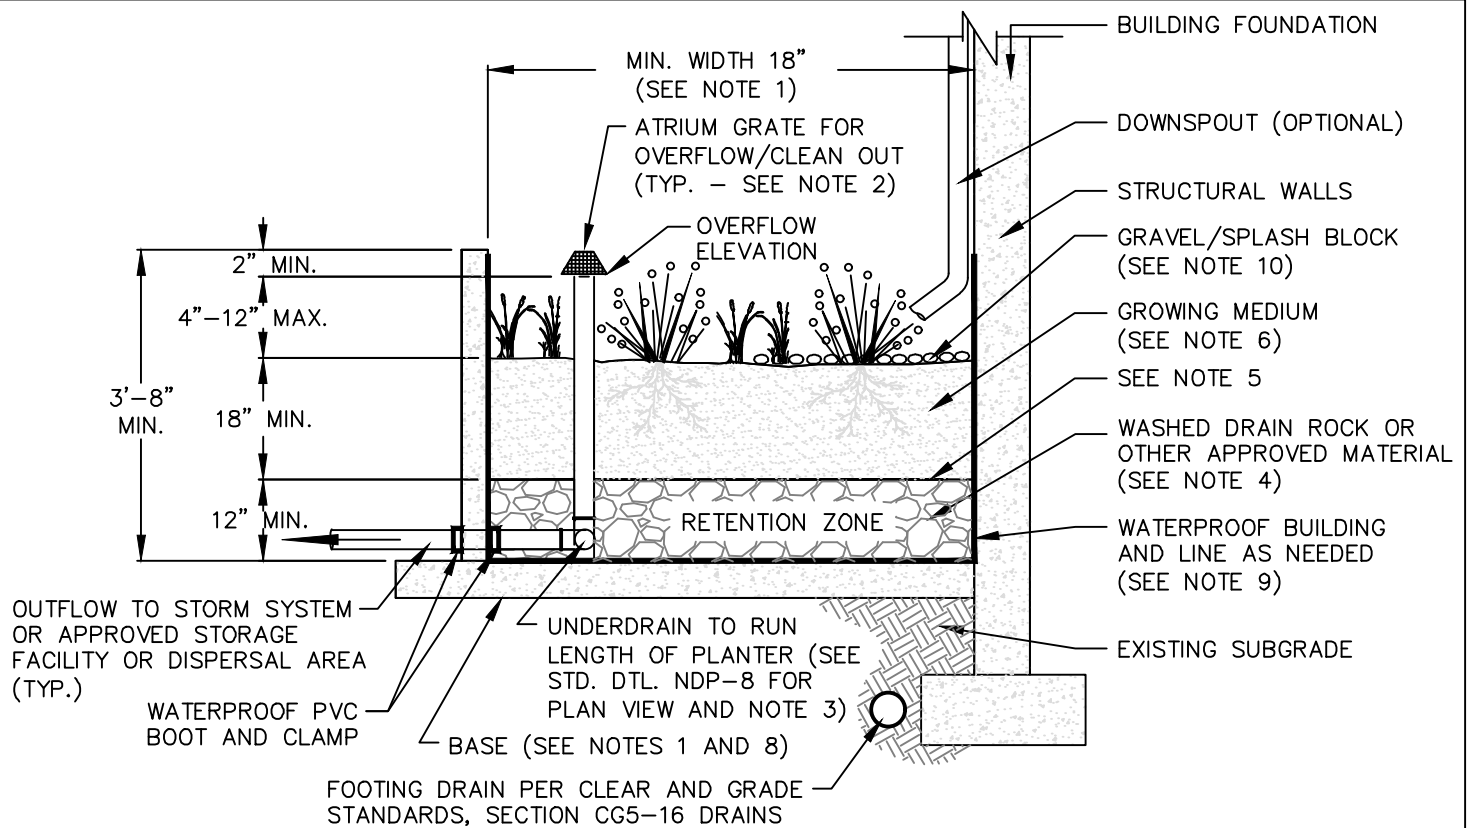 BUILDING FOUNDATION
MIN. WIDTH 18"
(SEE NOTE 1)
ATRIUM GRATE FOR
OVERFLOW/CLEAN OUT
(TYP. – SEE NOTE 2)
DOWNSPOUT (OPTIONAL)
STRUCTURAL WALLS
OVERFLOW
ELEVATION
GRAVEL/SPLASH BLOCK
(SEE NOTE 10)
2" MIN.
4"–12" MAX.
3'–8"
MIN.
18" MIN.
12" MIN.
GROWING MEDIUM
(SEE NOTE 6)
SEE NOTE 5
WASHED DRAIN ROCK OR
OTHER APPROVED MATERIAL
(SEE NOTE 4)
RETENTION ZONE
WATERPROOF BUILDING
AND LINE AS NEEDED
(SEE NOTE 9)
OUTFLOW TO STORM SYSTEM
OR APPROVED STORAGE
FACILITY OR DISPERSAL AREA
(TYP.)
UNDERDRAIN TO RUN
LENGTH OF PLANTER (SEE
STD. DTL. NDP–8 FOR
PLAN VIEW AND NOTE 3)
EXISTING SUBGRADE
WATERPROOF PVC
BOOT AND CLAMP
BASE (SEE NOTES 1 AND 8)
FOOTING DRAIN PER CLEAR AND GRADE
STANDARDS, SECTION CG5–16 DRAINS